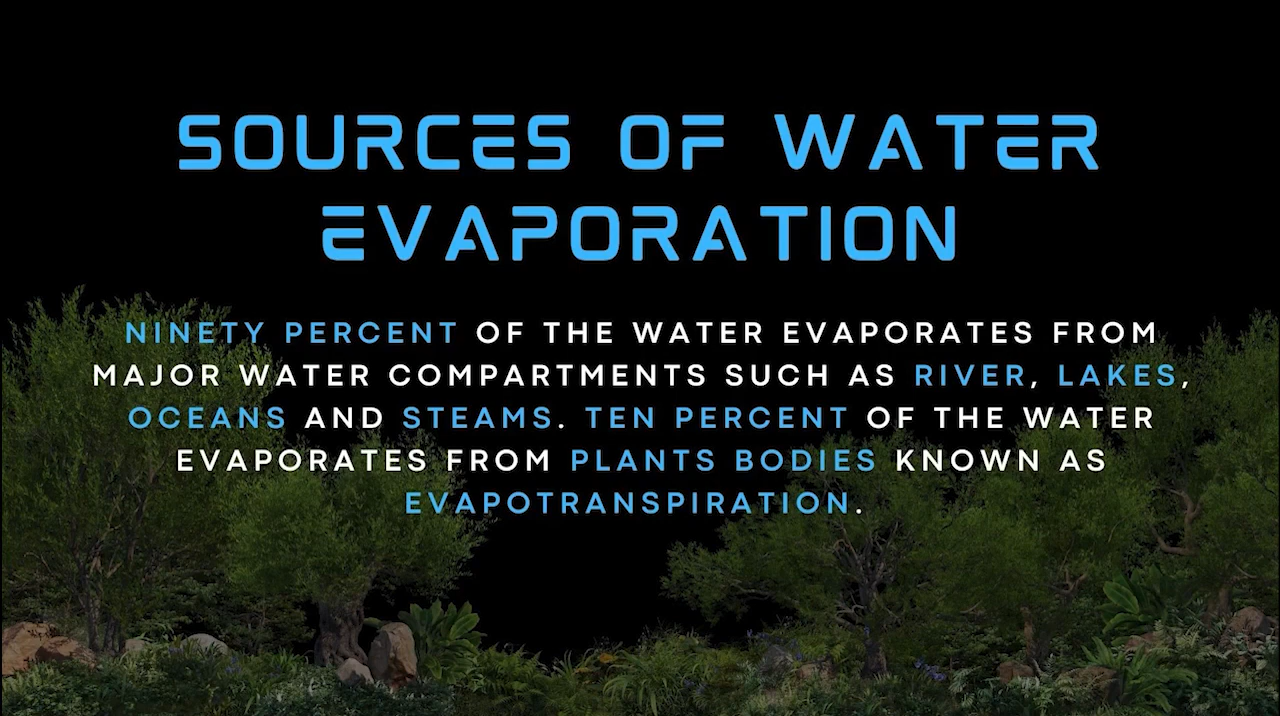 SOURCES OF WATER
EVAPORATION
NINETY PERCENT OF THE WATER EVAPORATES FROM
MAJOR WATER COMPARTMENTS SUCH AS RIVER, LAKES,
OCEANS AND STEAMS. TEN PERCENT OF THE WATER
EVAPORATES FROM PLANTS BODIES KNOWN AS
EVAPOTRANSPIRATION.